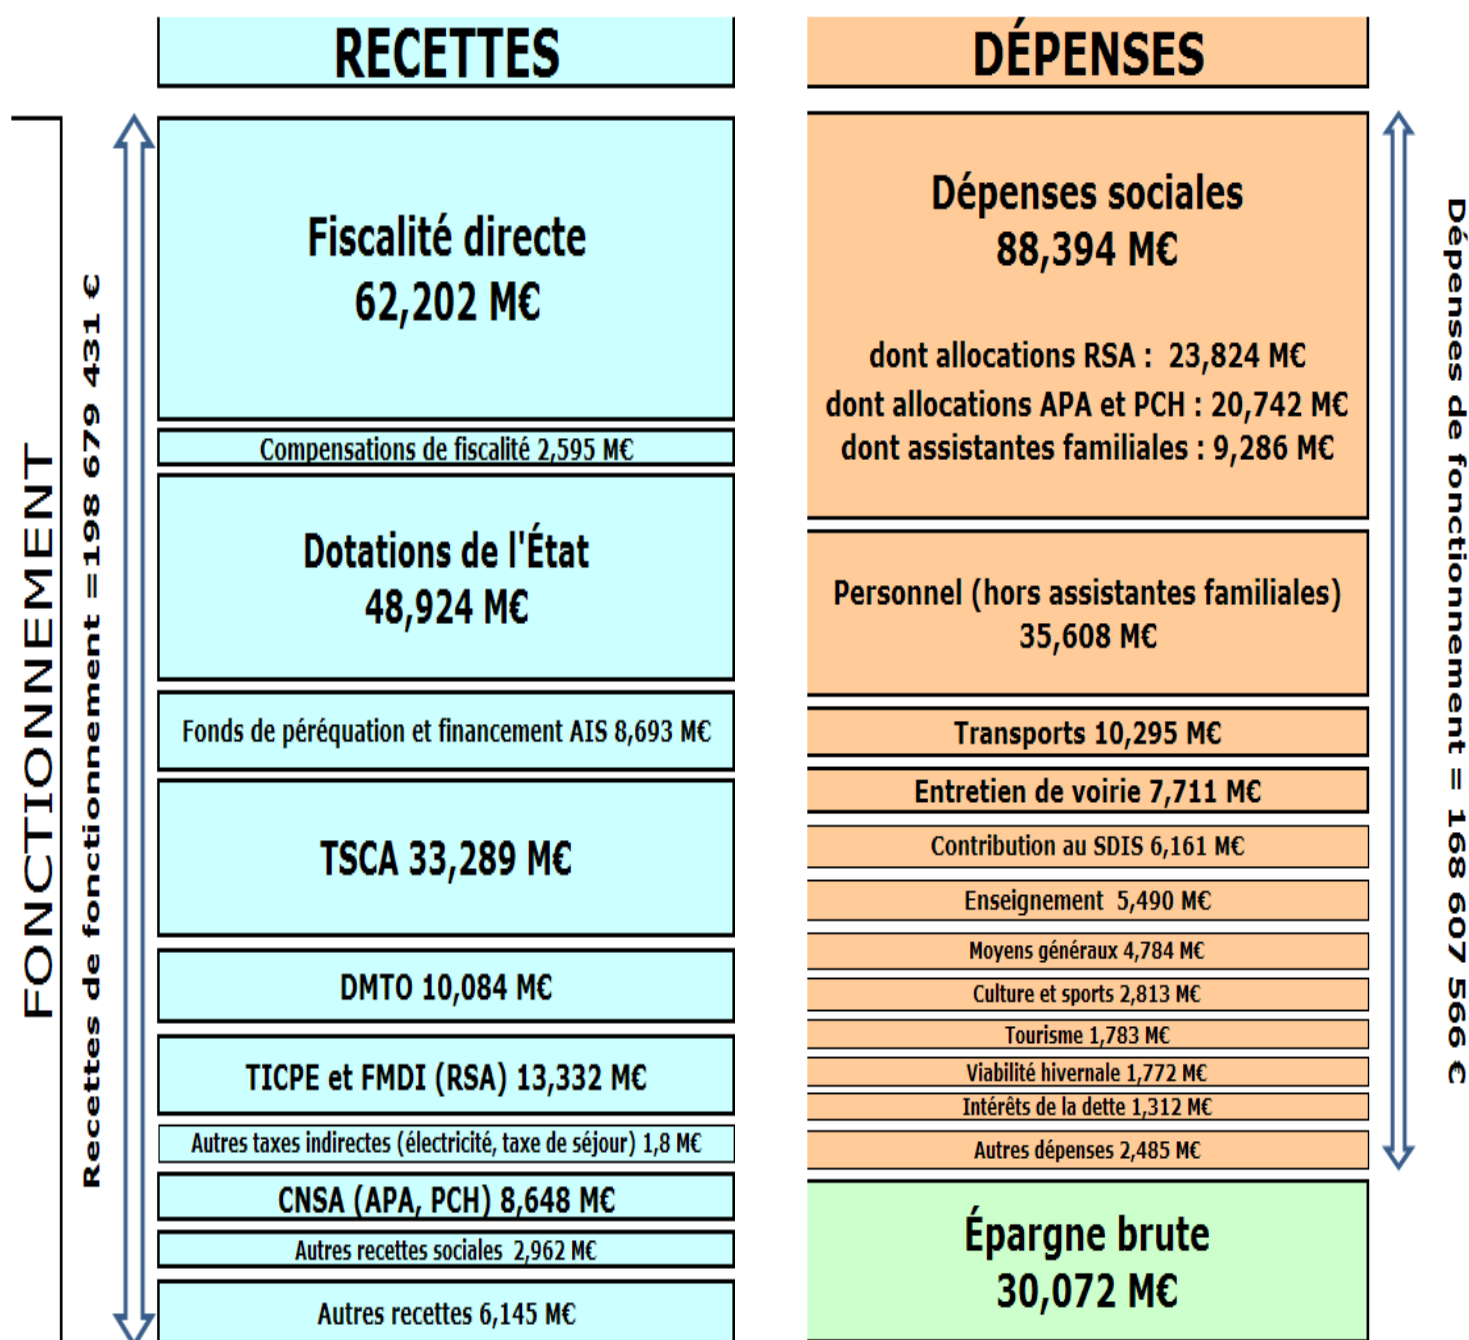 RECETTES
DÉPENSES
FONCTIONNEMENT
Recettes de fonctionnement =198 679 431 €
Fiscalité directe
62,202 M€
Compensations de fiscalité 2,595 M€
Dotations de l'État
48,924 M€
Fonds de péréquation et financement AIS 8,693 M€
TSCA 33,289 M€
DMTO 10,084 M€
TICPE et FMDI (RSA) 13,332 M€
Autres taxes indirectes (électricité, taxe de séjour) 1,8 M€
CNSA (APA, PCH) 8,648 M€
Autres recettes sociales 2,962 M€
Autres recettes 6,145 M€
Dépenses sociales
88,394 M€
dont allocations RSA : 23,824 M€
dont allocations APA et PCH : 20,742 M€
dont assistantes familiales : 9,286 M€
Personnel (hors assistantes familiales)
35,608 M€
Transports 10,295 M€
Entretien de voirie 7,711 M€
Contribution au SDIS 6,161 M€
Enseignement 5,490 M€
Moyens généraux 4,784 M€
Culture et sports 2,813 M€
Tourisme 1,783 M€
Viabilité hivernale 1,772 M€
Intérêts de la dette 1,312 M€
Autres dépenses 2,485 M€
Épargne brute
30,072 M€
Dépenses de fonctionnement = 168 607 566 €